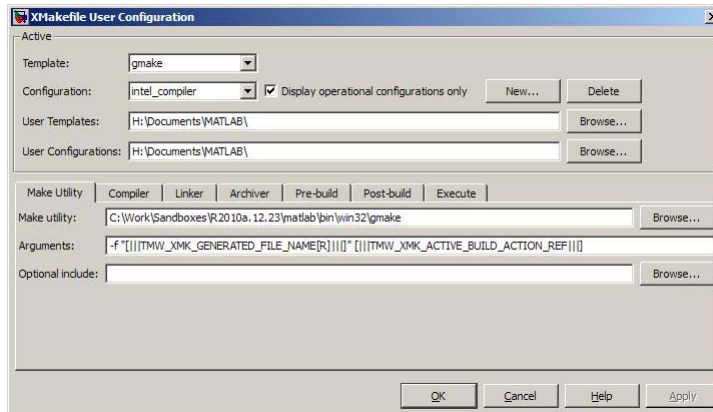 XMakefile User Configuration
Active
Template: gmake
Configuration: intel_compiler Display operational configurations only New... Delete
User Templates: H:\Documents\MATLAB\ Browse...
User Configurations: H:\Documents\MATLAB\ Browse...
Make Utility Compiler Linker Archiver Pre-build Post-build Execute
Make utility: C:\Work\Sandboxes\R2010a.12.23\matlab\bin\win32\gmake Browse...
Arguments: -f "[|||TMW_XMK_GENERATED_FILE_NAME[R]|||]" [|||TMW_XMK_ACTIVE_BUILD_ACTION_REF|||]
Optional include: Browse...
OK Cancel Help Apply